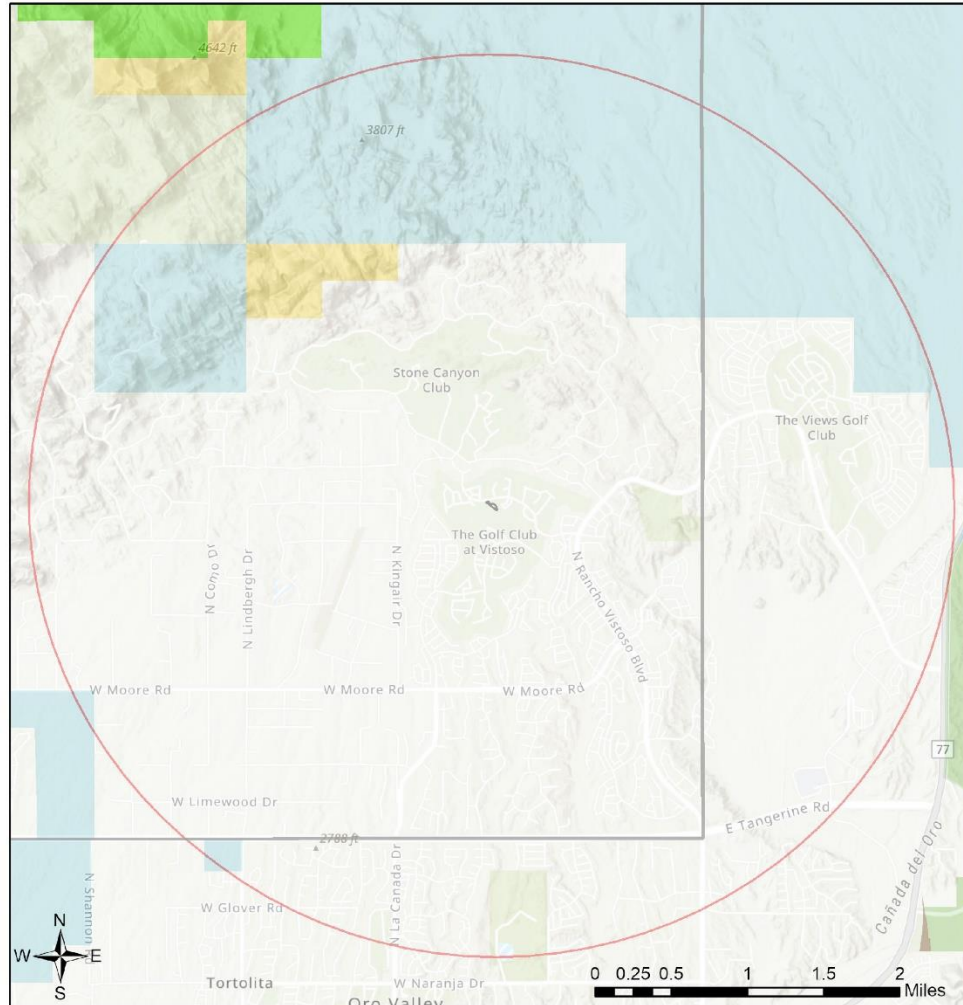 4642 ft
3807 ft
Stone Canyon
Club
The Views Golf
Club
The Golf Club
at Vistoso
N Como Dr
N Lindbergh Dr
N Kingair Dr
N Rancho Vistoso Blvd
W Moore Rd
W Moore Rd
W Moore Rd
77
W Limewood Dr
E Tangerine Rd
2788 ft
N La Canada Dr
Cañada del Oro
N Shannon
W Glover Rd
N
W E
S
Tortolita
W Naranja Dr
Oro Valley
0 0.25 0.5 1 1.5 2
Miles